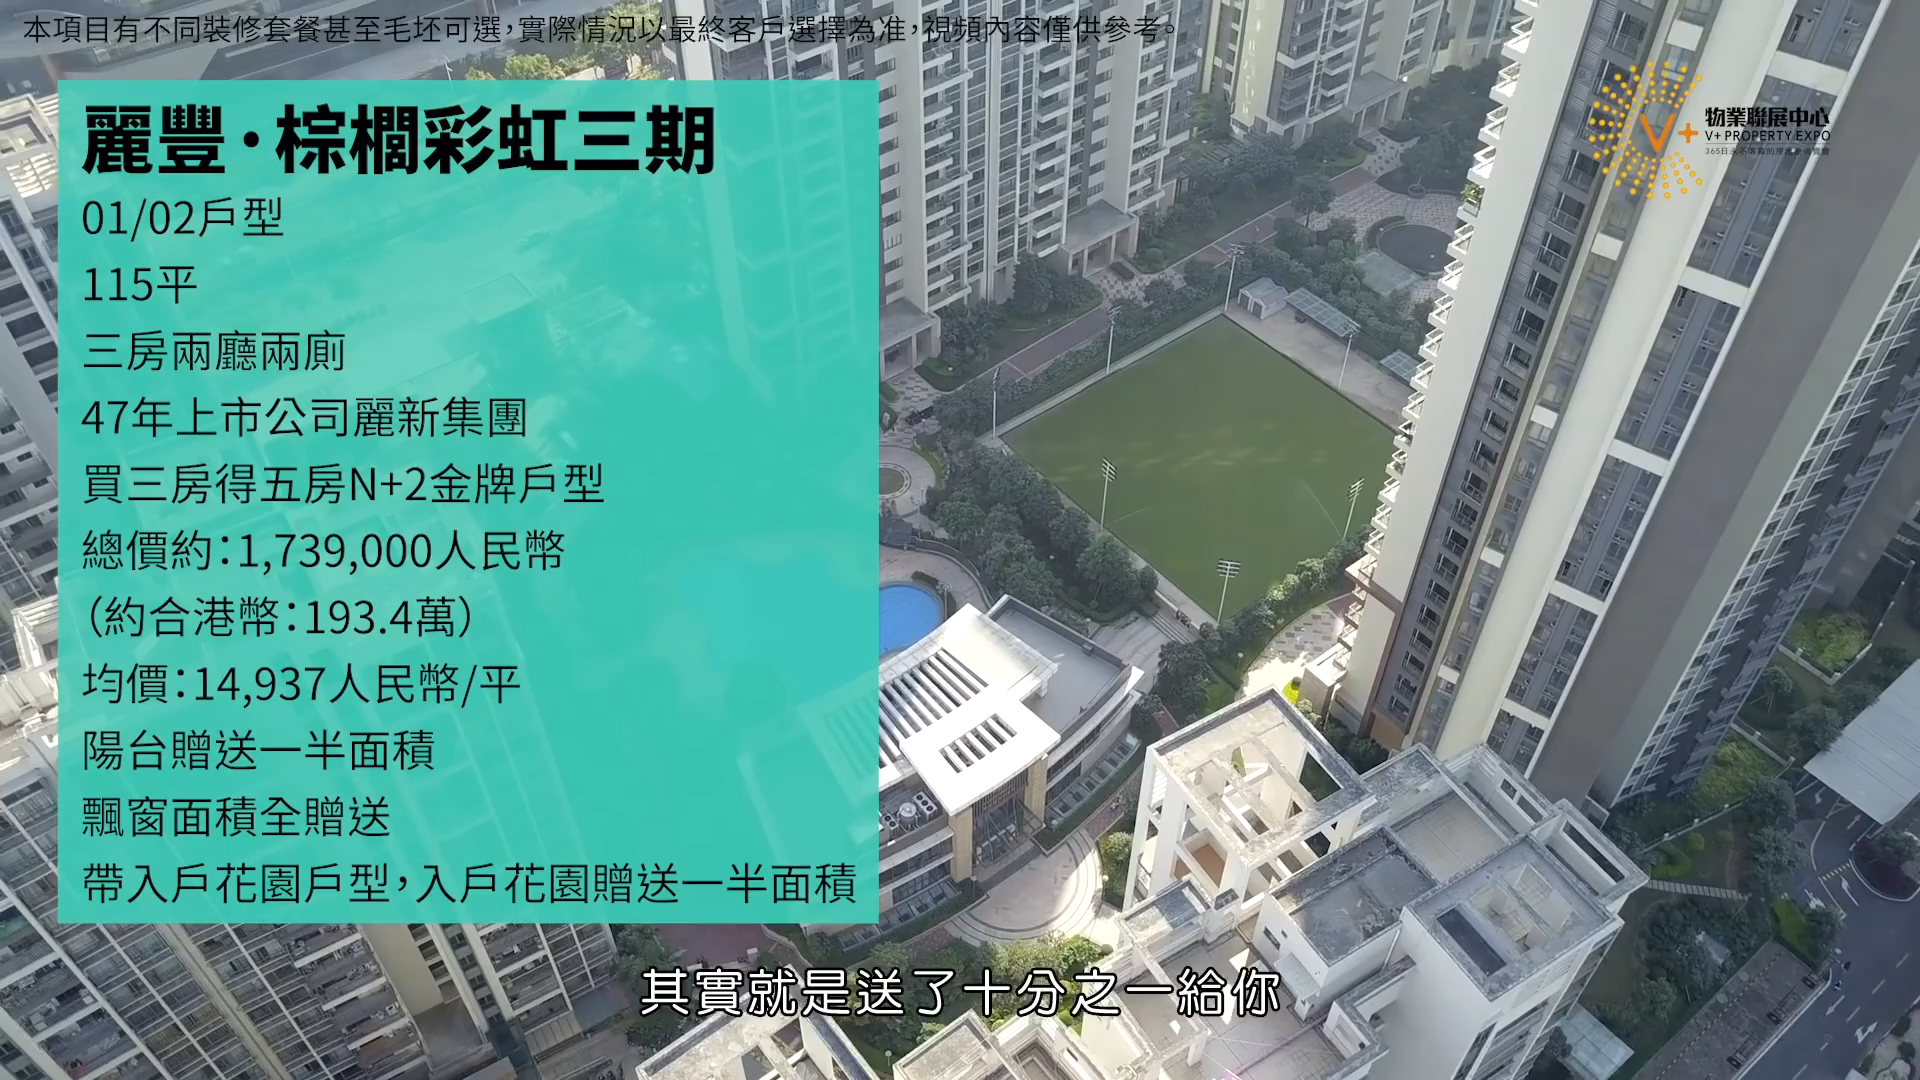 本項目有不同裝修套餐甚至毛坯可選，實際情況以最終客戶選擇為准，視頻內容僅供參考。
物業聯展中心
V+ PROPERTY EXPO
麗豐·棕櫚彩虹三期
01/02戶型
115平
三房兩廳兩廁
47年上市公司麗新集團
買三房得五房N+2金牌戶型
總價約：1,739,000人民幣
（約合港幣：193.4萬）
均價：14,937人民幣/平
陽台贈送一半面積
飄窗面積全贈送
帶入戶花園戶型，入戶花園贈送一半面積
其實就是送了十分之一給你